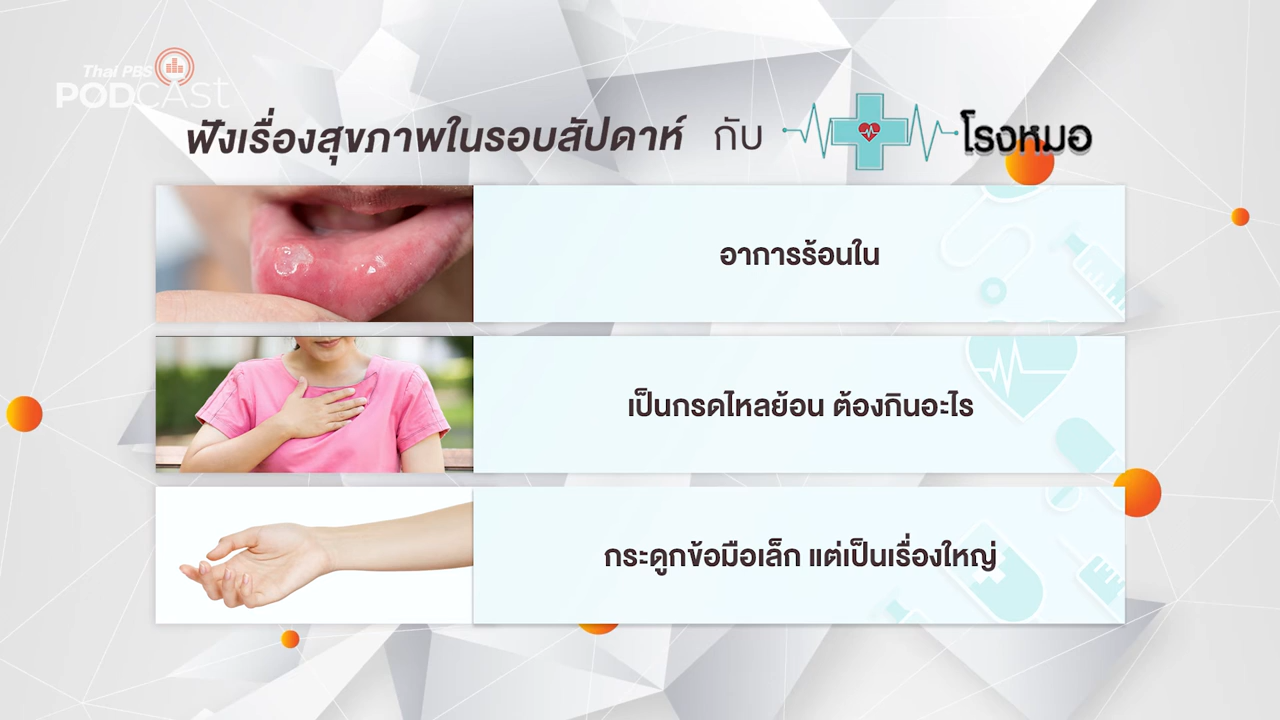 Thai PBS
PODCAST
ฟังเรื่องสุขภาพในรอบสัปดาห์ กับ โรงหมอ
อาการร้อนใน
เป็นกรดไหลย้อน ต้องกินอะไร
กระดูกข้อมือเล็ก แต่เป็นเรื่องใหญ่